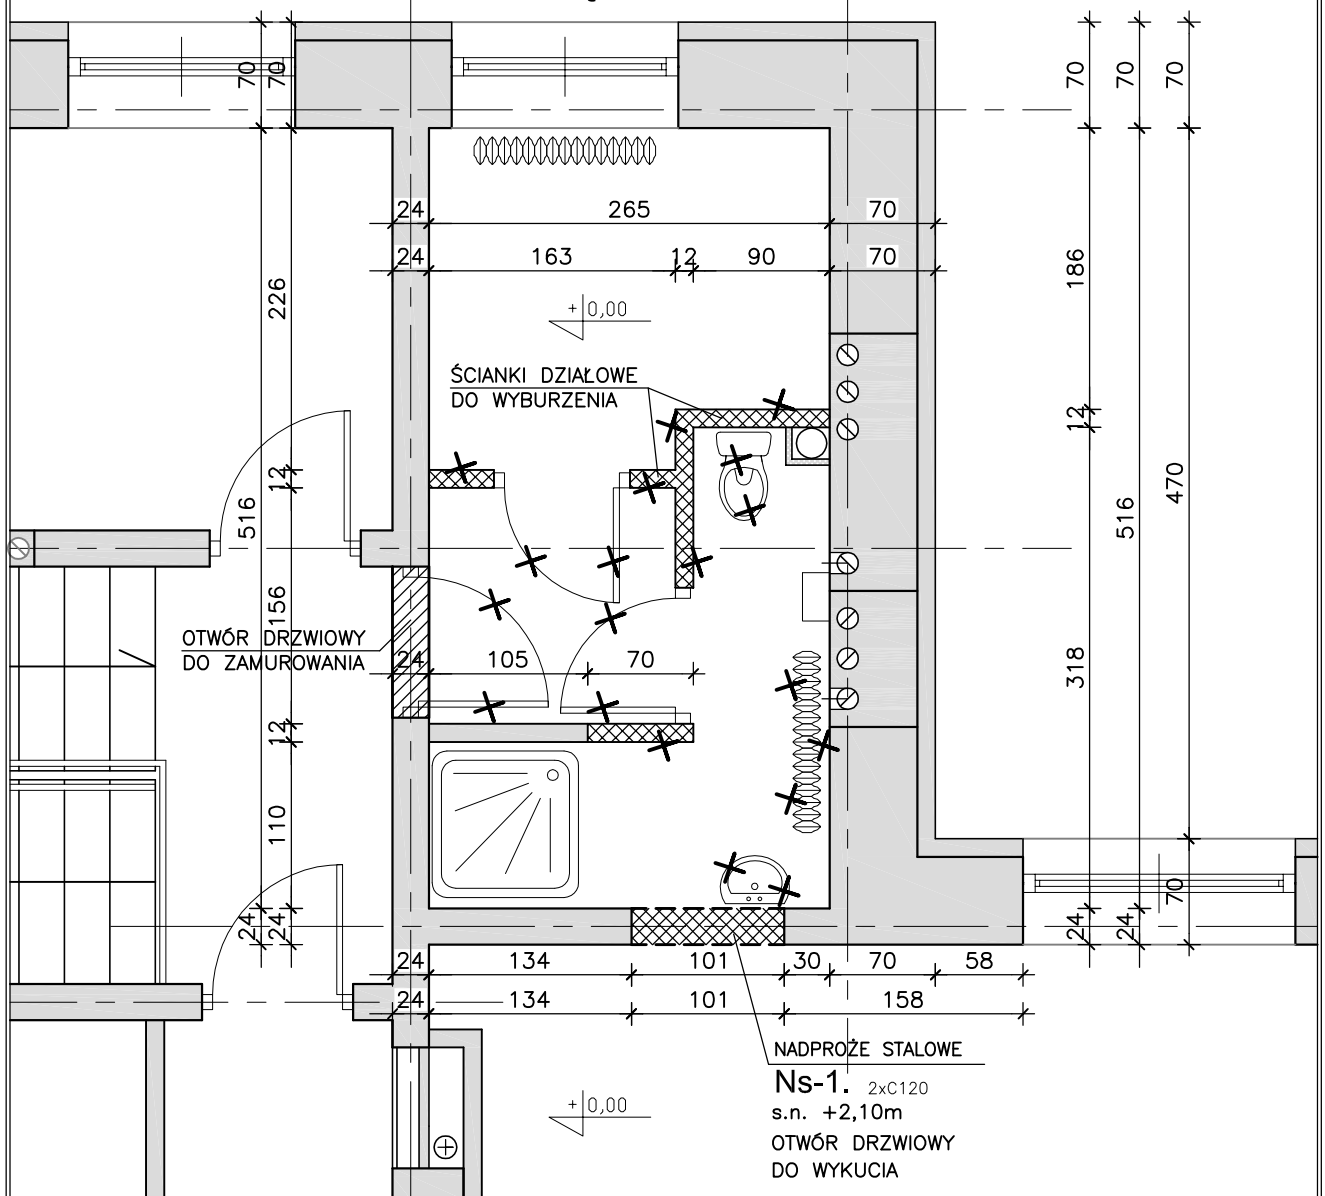 70 70
70 70 70
24 265 70
24 163 12 90 70
226
186
+0,00
ŚCIANKI DZIAŁOWE
DO WYBURZENIA
12
12
516
470
516
156
OTWÓR DRZWIOWY
DO ZAMUROWANIA
24 105 70
318
12
110
70
24 24
24 24
24 134 101 30 70 58
24 134 101 158
NADPROŻE STALOWE
Ns-1. 2xC120
s.n. +2,10m
OTWÓR DRZWIOWY
DO WYKUCIA
+0,00